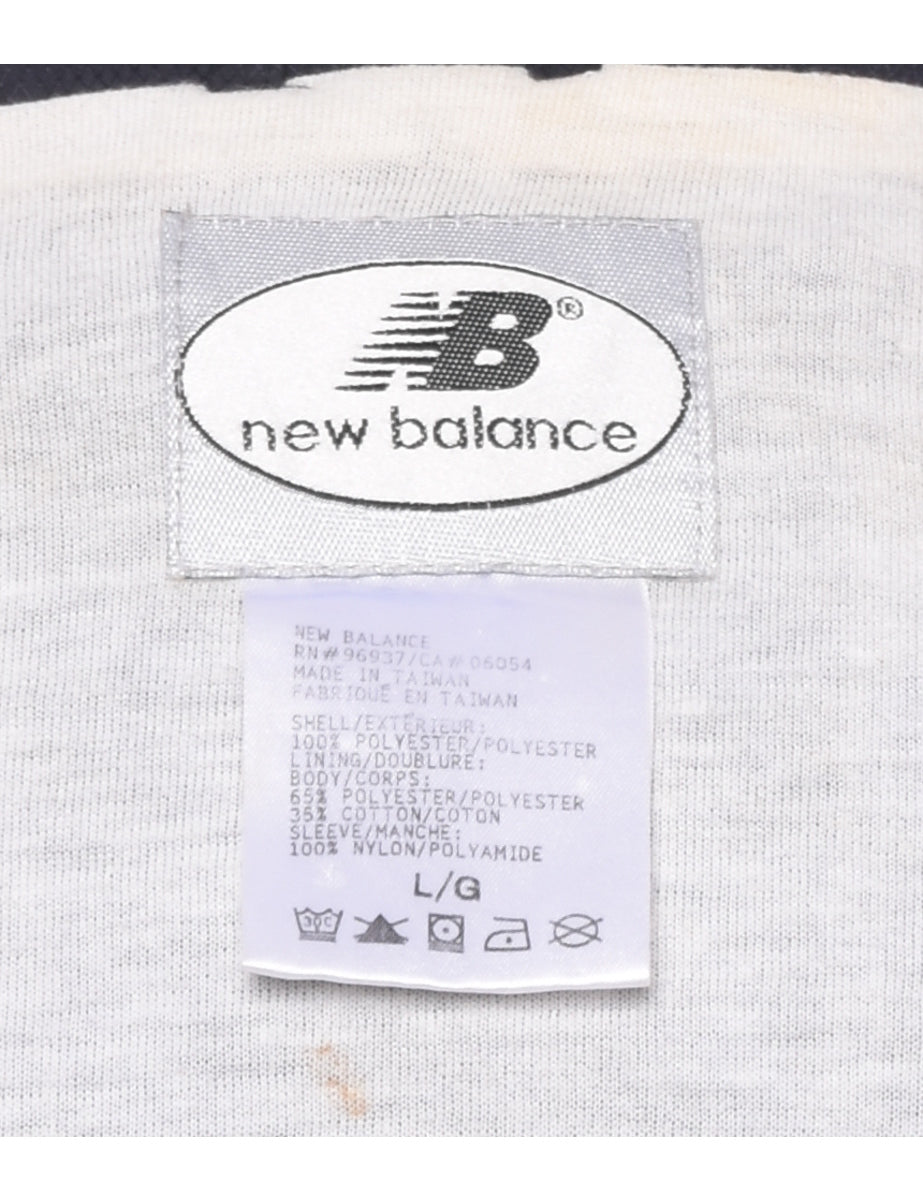 NB®
new balance
NEW BALANCE
RN#96937/CA#06054
MADE IN TAIWAN
FABRIQUE EN TAIWAN
SHELL/EXTERIEUR:
100% POLYESTER/POLYESTER
LINING/DOUBLURE:
BODY/CORPS:
65% POLYESTER/POLYESTER
35% COTTON/COTON
SLEEVE/MANCHE:
100% NYLON/POLYAMIDE
L/G